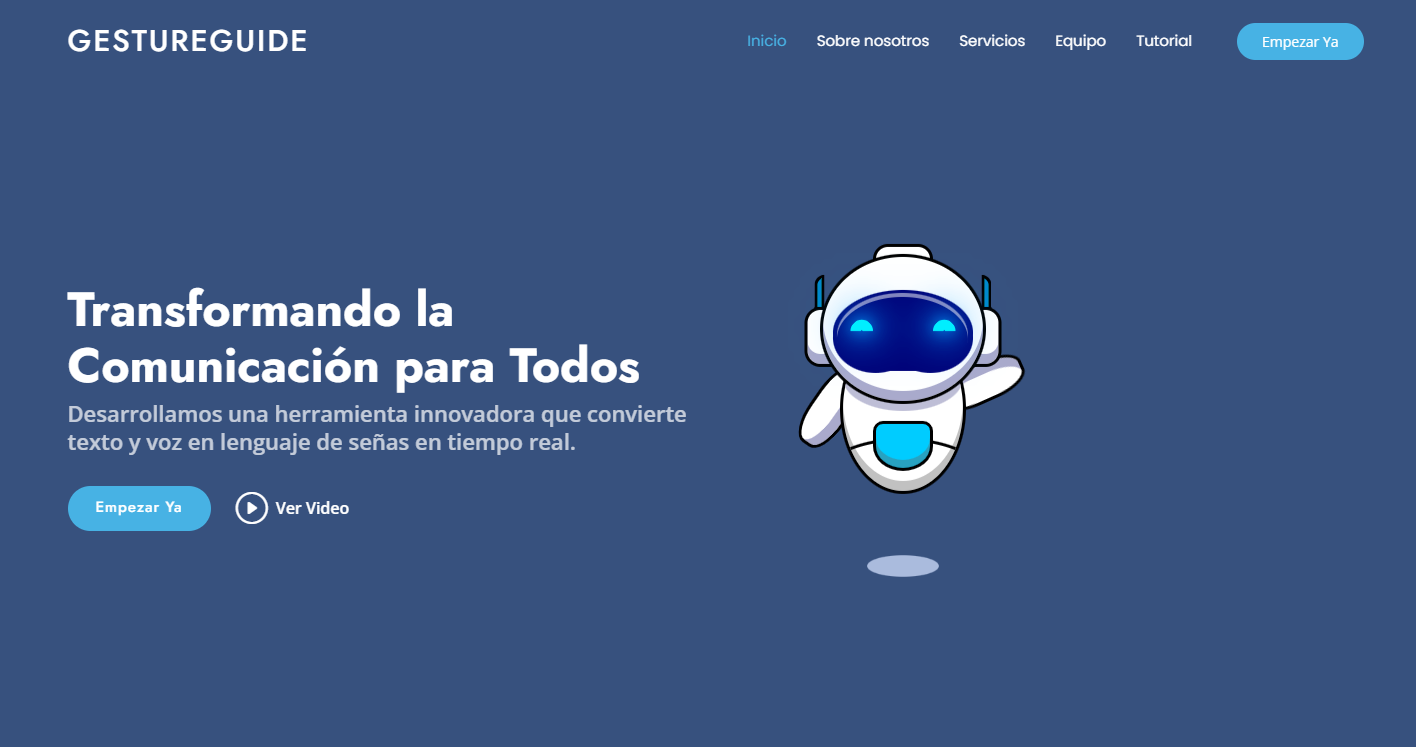 GESTUREGUIDE
Inicio Sobre nosotros Servicios Equipo Tutorial Empezar Ya
Transformando la
Comunicación para Todos
Desarrollamos una herramienta innovadora que convierte
texto y voz en lenguaje de señas en tiempo real.
Empezar Ya Ver Video